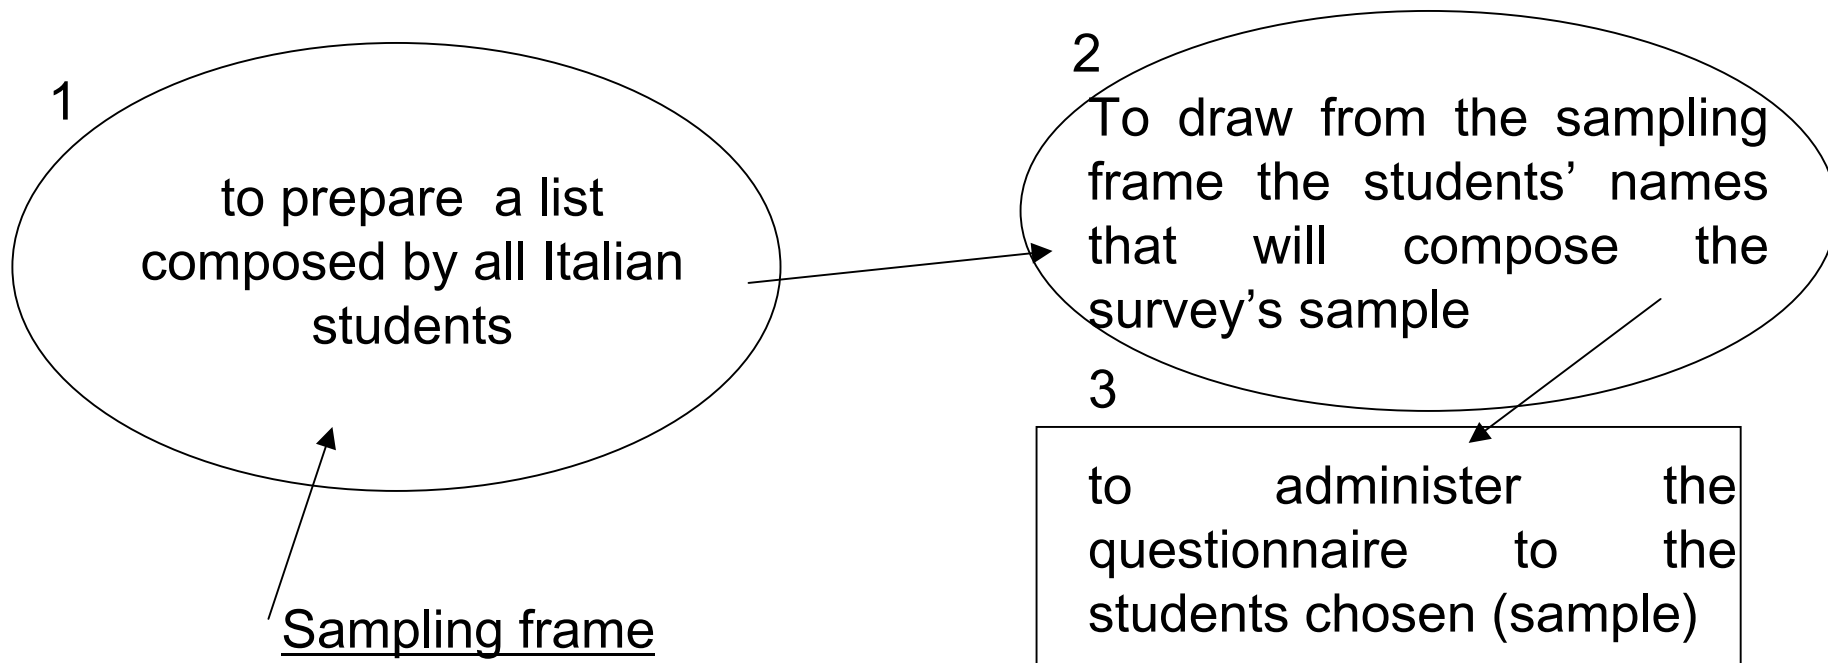 1
to prepare a list
composed by all Italian
students
Sampling frame
2
To draw from the sampling
frame the students’ names
that will compose the
survey’s sample
3
to administer the
questionnaire to the
students chosen (sample)